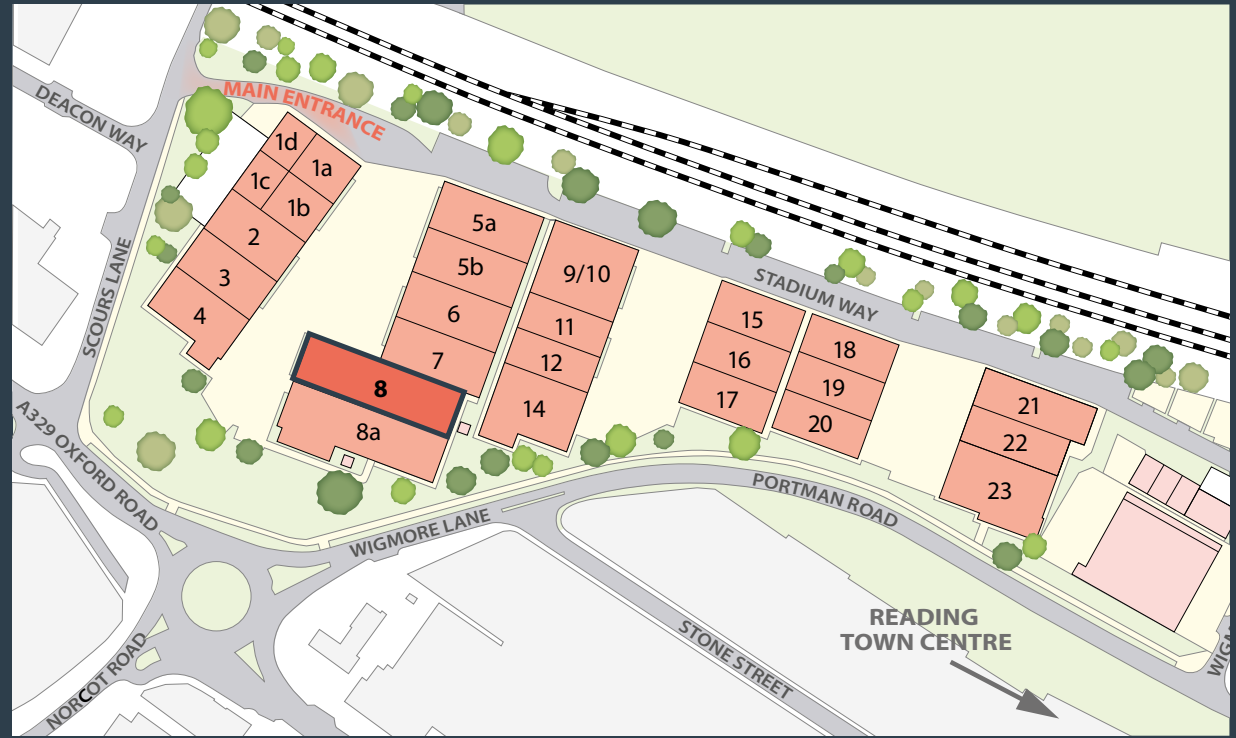 DEACON WAY
MAIN ENTRANCE
1d
1a
1c
1b
2
3
4
SCOURS LANE
5a
5b
6
7
8
8a
9/10
11
12
14
STADIUM WAY
15
16
17
18
19
20
21
22
23
A329 OXFORD ROAD
WIGMORE LANE
PORTMAN ROAD
NORCOT ROAD
STONE STREET
READING
TOWN CENTRE